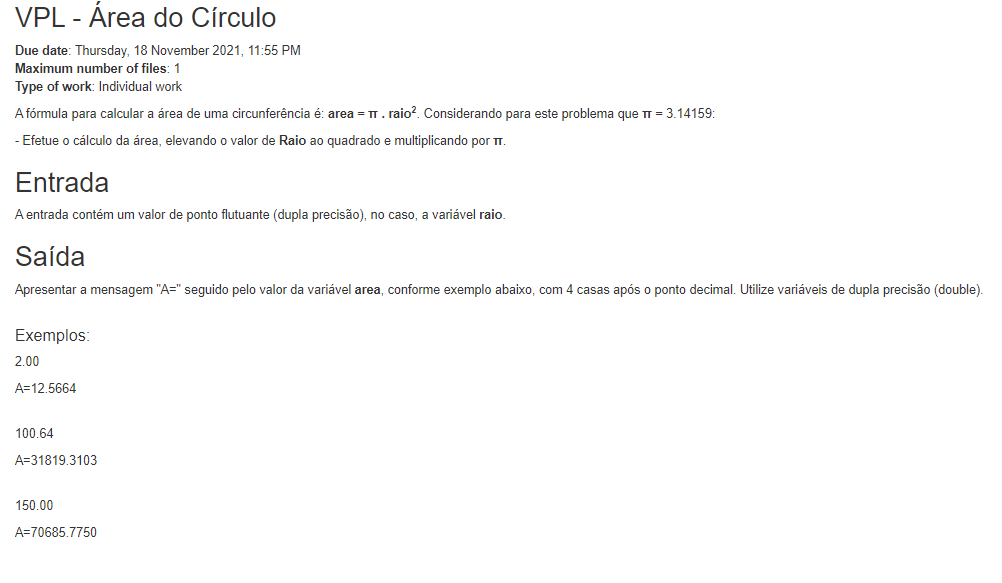 VPL - Área do Círculo
Due date: Thursday, 18 November 2021, 11:55 PM
Maximum number of files: 1
Type of work: Individual work
A fórmula para calcular a área de uma circunferência é: area = π . raio². Considerando para este problema que π = 3.14159:
- Efetue o cálculo da área, elevando o valor de Raio ao quadrado e multiplicando por π.
Entrada
A entrada contém um valor de ponto flutuante (dupla precisão), no caso, a variável raio.
Saída
Apresentar a mensagem "A=" seguido pelo valor da variável area, conforme exemplo abaixo, com 4 casas após o ponto decimal. Utilize variáveis de dupla precisão (double).
Exemplos:
2.00
A=12.5664
100.64
A=31819.3103
150.00
A=70685.7750